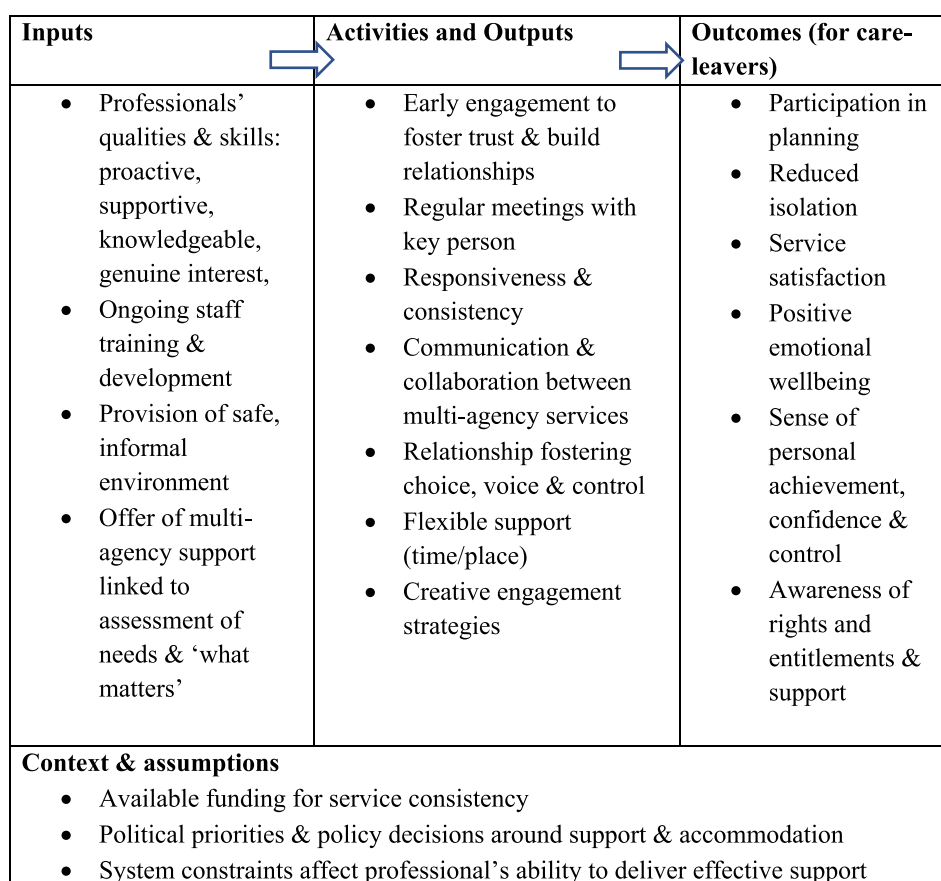 Inputs
Activities and Outputs
Outcomes (for care-
leavers)
• Professionals’
qualities & skills:
proactive,
supportive,
knowledgeable,
genuine interest,
• Ongoing staff
training &
development
• Provision of safe,
informal
environment
• Offer of multi-
agency support
linked to
assessment of
needs & ‘what
matters’
• Early engagement to
foster trust & build
relationships
• Regular meetings with
key person
• Responsiveness &
consistency
• Communication &
collaboration between
multi-agency services
• Relationship fostering
choice, voice & control
• Flexible support
(time/place)
• Creative engagement
strategies
• Participation in
planning
• Reduced
isolation
• Service
satisfaction
• Positive
emotional
wellbeing
• Sense of
personal
achievement,
confidence &
control
• Awareness of
rights and
entitlements &
support
Context & assumptions
• Available funding for service consistency
• Political priorities & policy decisions around support & accommodation
• System constraints affect professional’s ability to deliver effective support